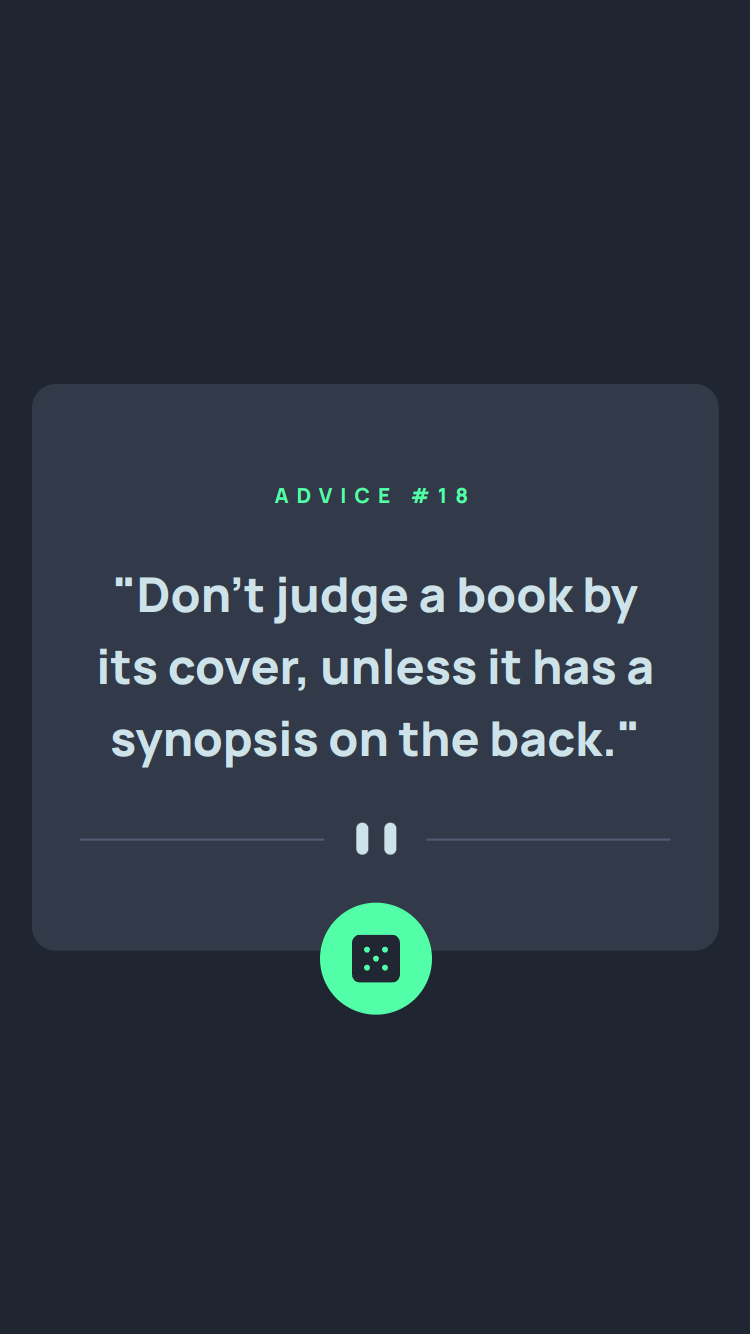 ADVICE #18
"Don’t judge a book by
its cover, unless it has a
synopsis on the back."